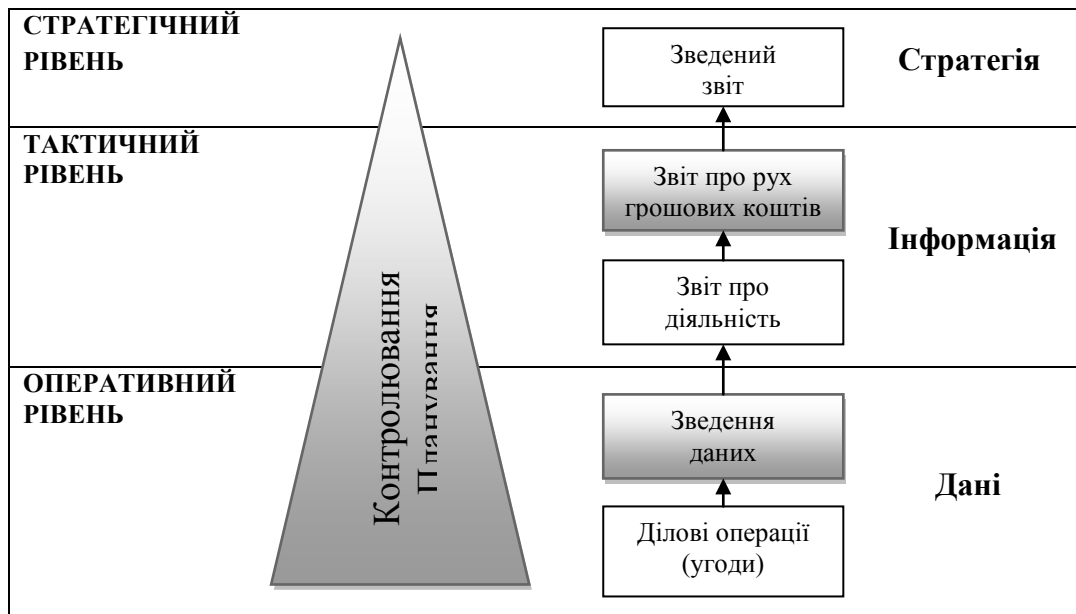 СТРАТЕГІЧНИЙ
РІВЕНЬ
Зведений
звіт
Стратегія
ТАКТИЧНИЙ
РІВЕНЬ
Звіт про рух
грошових коштів
Інформація
Звіт про
діяльність
Контролювання
Планування
ОПЕРАТИВНИЙ
РІВЕНЬ
Зведення
даних
Дані
Ділові операції
(угоди)